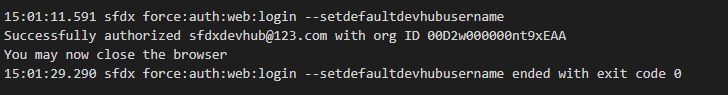 15:01:11.591 sfdx force:auth:web:login --setdefaultdevhubusername
Successfully authorized sfdxdevhub@123.com with org ID 00D2w000000nt9xEAA
You may now close the browser
15:01:29.290 sfdx force:auth:web:login --setdefaultdevhubusername ended with exit code 0